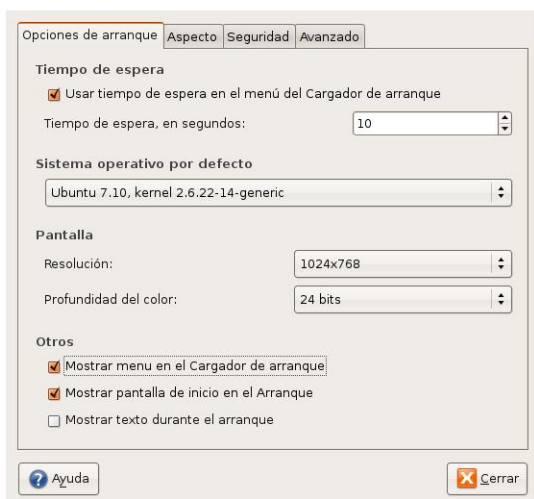 Opciones de arranque Aspecto Seguridad Avanzado
Tiempo de espera
Usar tiempo de espera en el menú del Cargador de arranque
Tiempo de espera, en segundos: 10
Sistema operativo por defecto
Ubuntu 7.10, kernel 2.6.22-14-generic
Pantalla
Resolución: 1024x768
Profundidad del color: 24 bits
Otros
Mostrar menu en el Cargador de arranque
Mostrar pantalla de inicio en el Arranque
Mostrar texto durante el arranque
Ayuda Cerrar